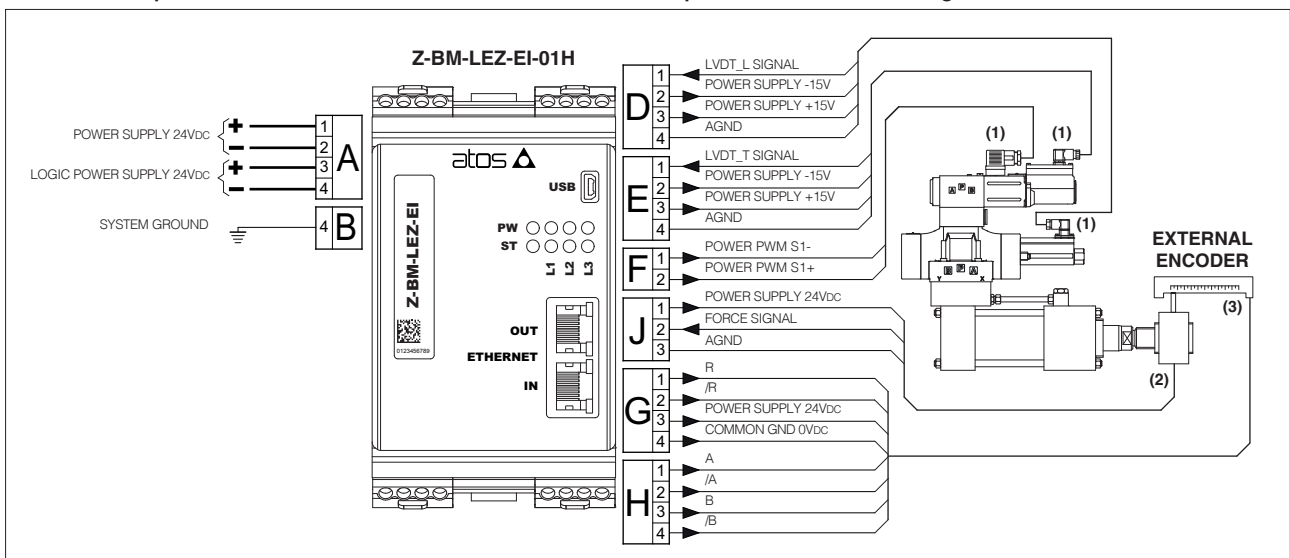 Z-BM-LEZ-EI-01H
POWER SUPPLY 24VDC
+
-
LOGIC POWER SUPPLY 24VDC
+
-
1
2
3
4
A
SYSTEM GROUND
4
B
atos
USB
PW
ST
L1
L2
L3
Z-BM-LEZ-EI
0123456789
OUT
ETHERNET
IN
D
1 LVDT_L SIGNAL
2 POWER SUPPLY -15V
3 POWER SUPPLY +15V
4 AGND
E
1 LVDT_T SIGNAL
2 POWER SUPPLY -15V
3 POWER SUPPLY +15V
4 AGND
F
1 POWER PWM S1-
2 POWER PWM S1+
J
1 POWER SUPPLY 24VDC
2 FORCE SIGNAL
3 AGND
G
1 R
2 /R
3 POWER SUPPLY 24VDC
4 COMMON GND 0VDC
H
1 A
2 /A
3 B
4 /B
(1)
(1)
A P B
(1)
B P A
Y
X
EXTERNAL
ENCODER
(3)
(2)